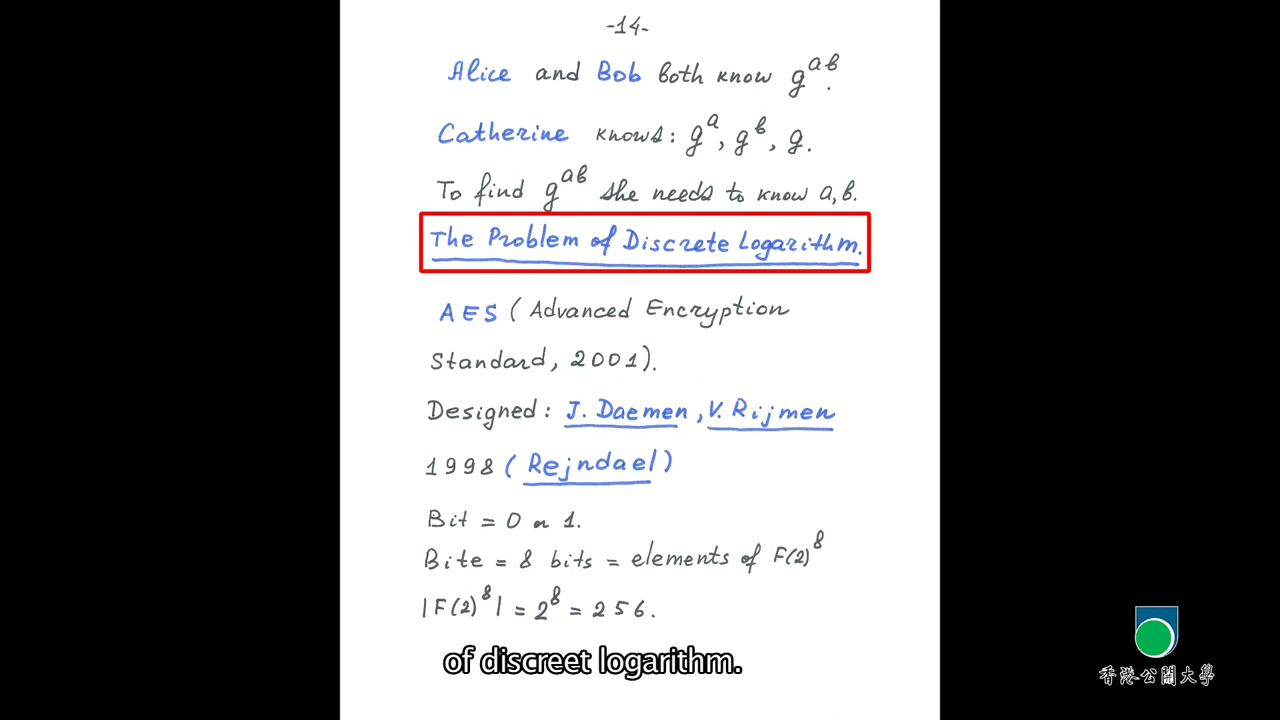 -14-
Alice and Bob both know g^ab.
Catherine knows: g^a, g^b, g.
To find g^ab she needs to know a, b.
The Problem of Discrete Logarithm.
AES (Advanced Encryption
Standard, 2001).
Designed: J. Daemen, V. Rijmen
1998 (Rejndael)
Bit = 0 or 1.
Bite = 8 bits = elements of F(2)^8
|F(2)^8| = 2^8 = 256.
of discreet logarithm.
香港公開大學